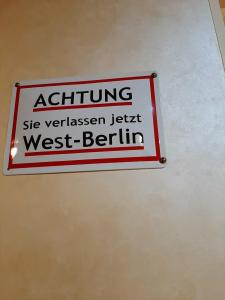 ACHTUNG
Sie verlassen jetzt
West-Berlin